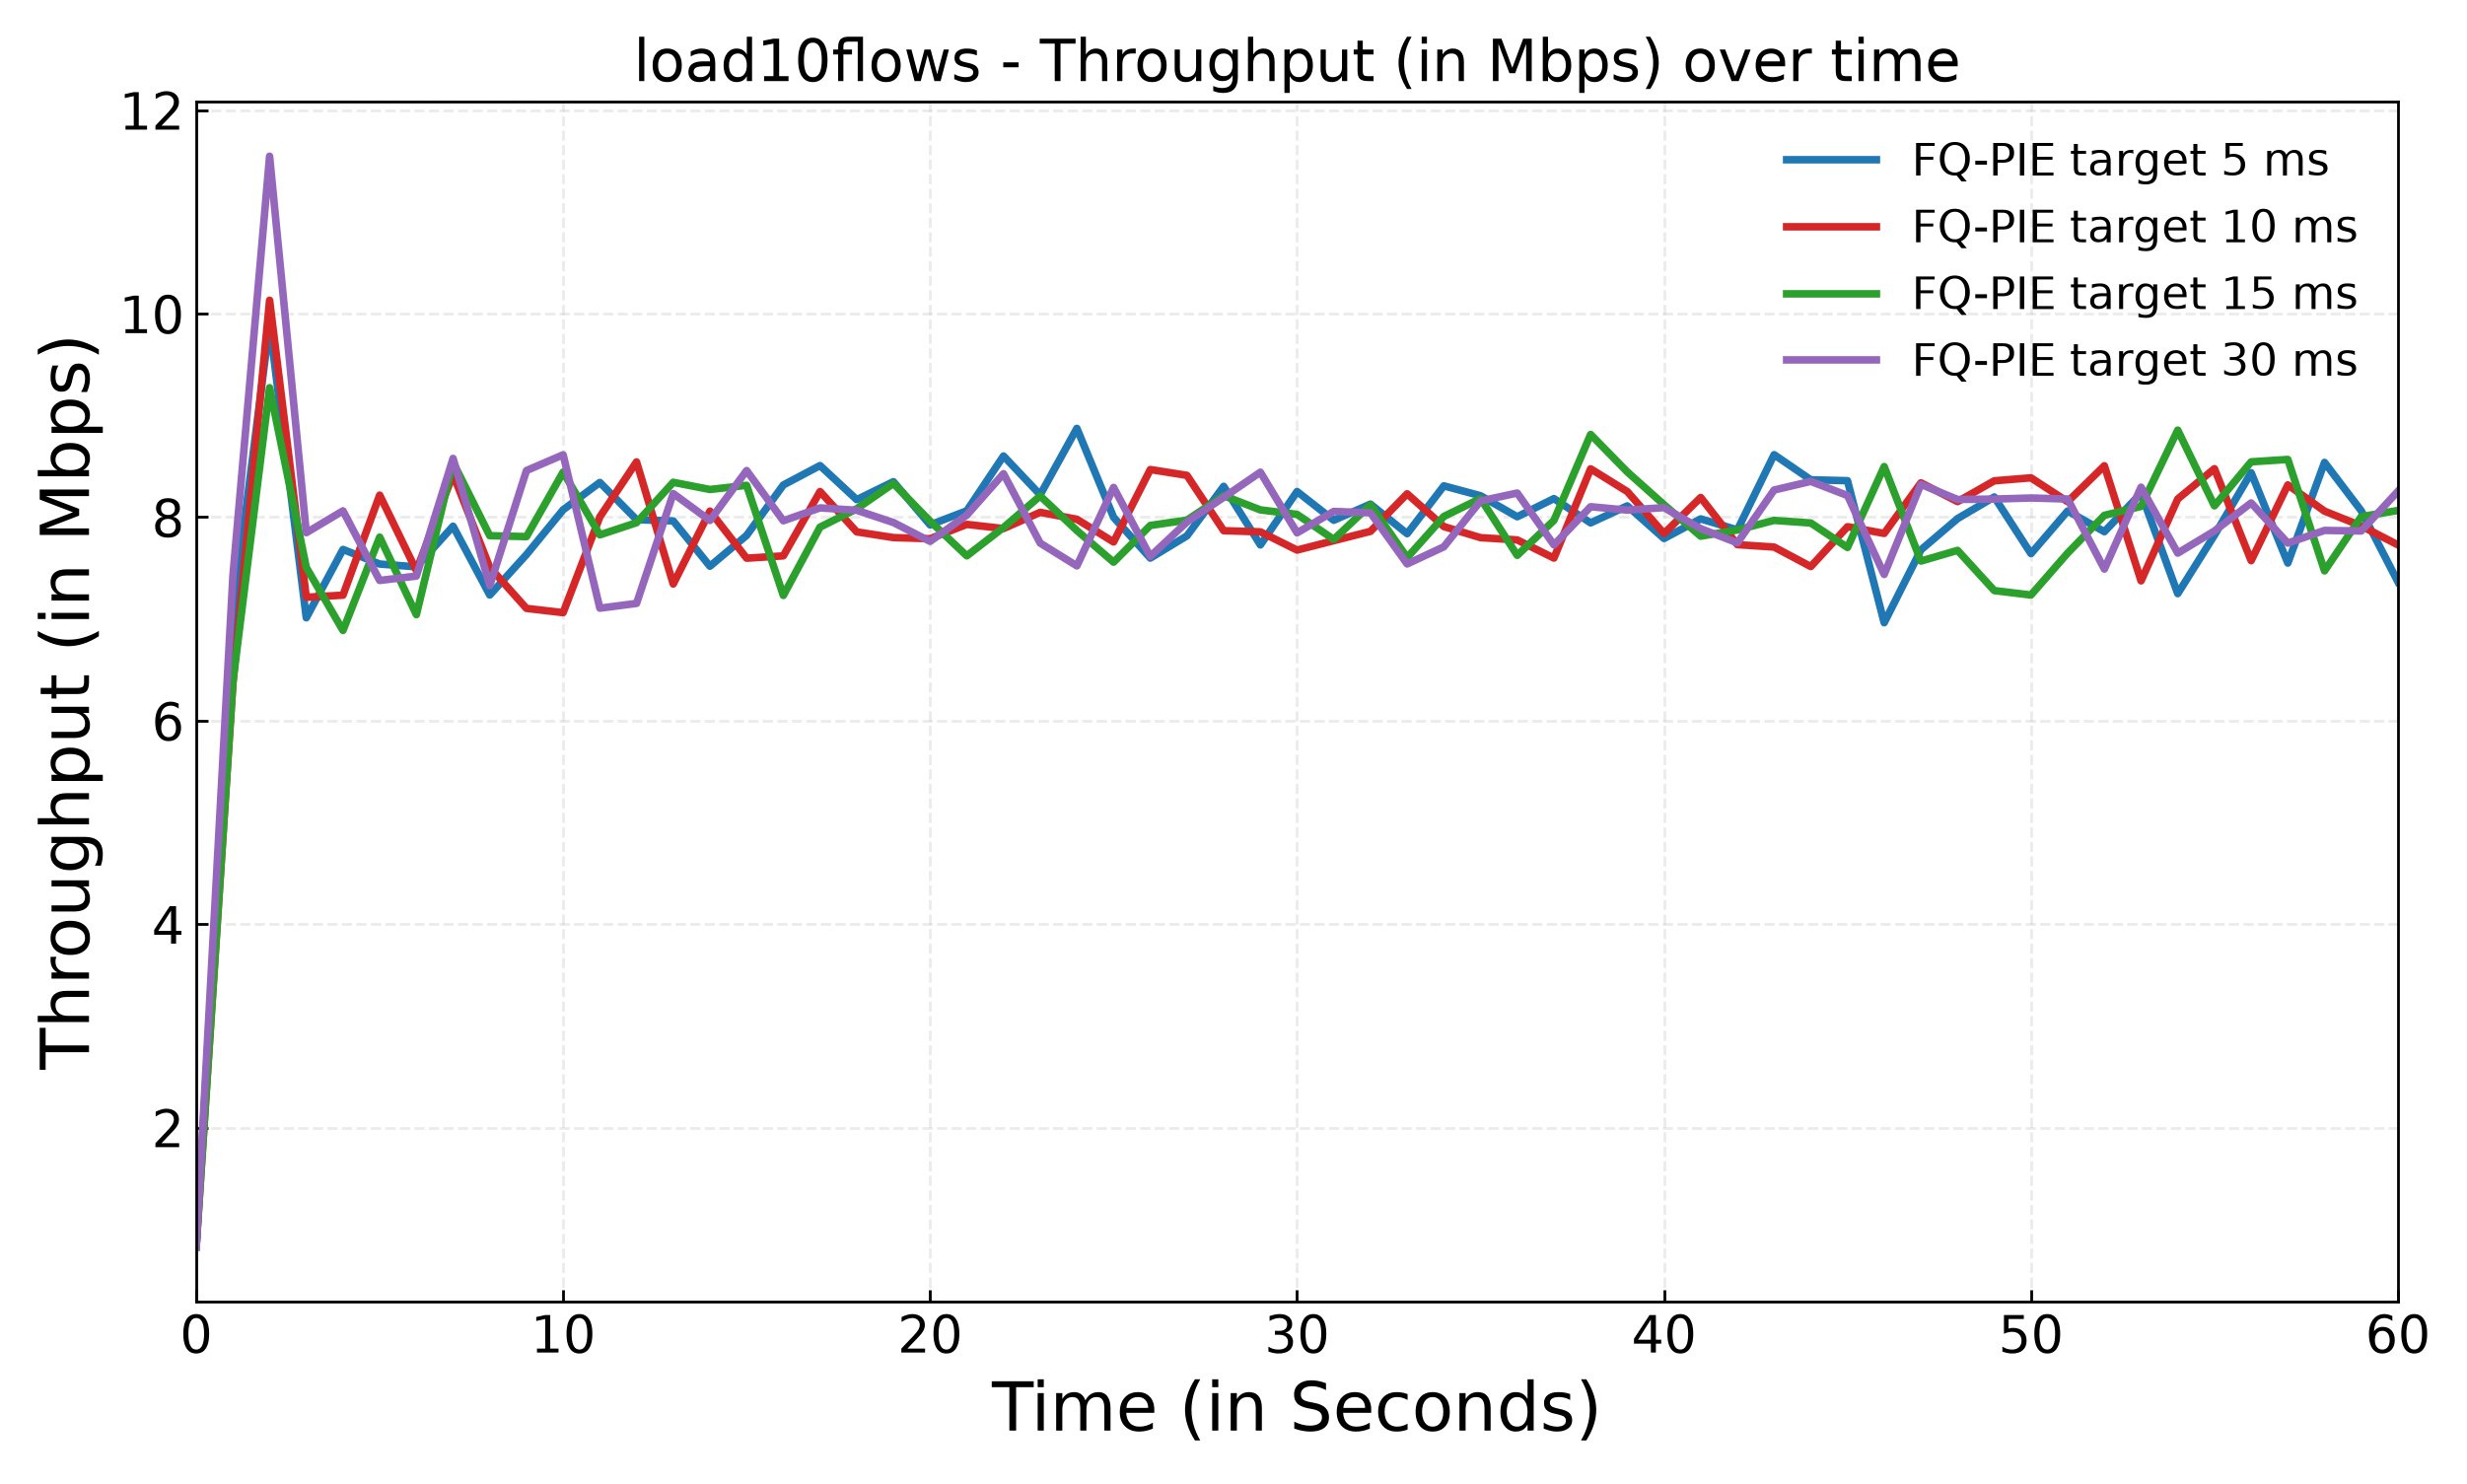 load10flows - Throughput (in Mbps) over time
Throughput (in Mbps)
12
10
8
6
4
2
FQ-PIE target 5 ms
FQ-PIE target 10 ms
FQ-PIE target 15 ms
FQ-PIE target 30 ms
0 10 20 30 40 50 60
Time (in Seconds)